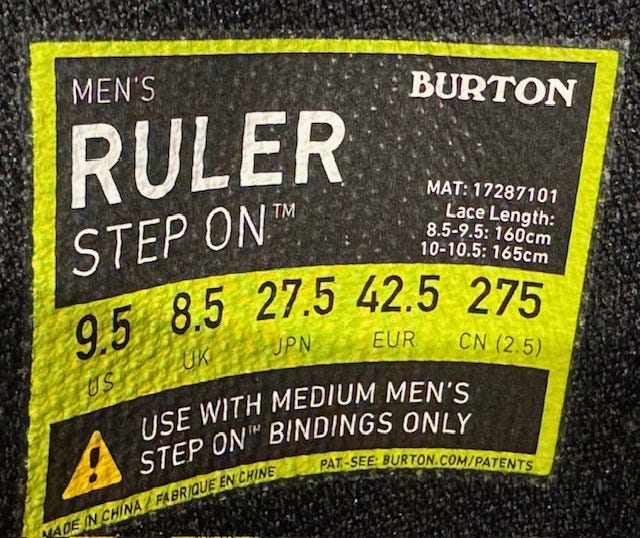 MEN'S
BURTON
RULER
STEP ON™
MAT: 17287101
Lace Length:
8.5-9.5: 160cm
10-10.5: 165cm
9.5 8.5 27.5 42.5 275
US UK JPN EUR CN (2.5)
USE WITH MEDIUM MEN'S
STEP ON™ BINDINGS ONLY
MADE IN CHINA / FABRIQUE EN CHINE
PAT.-SEE: BURTON.COM/PATENTS